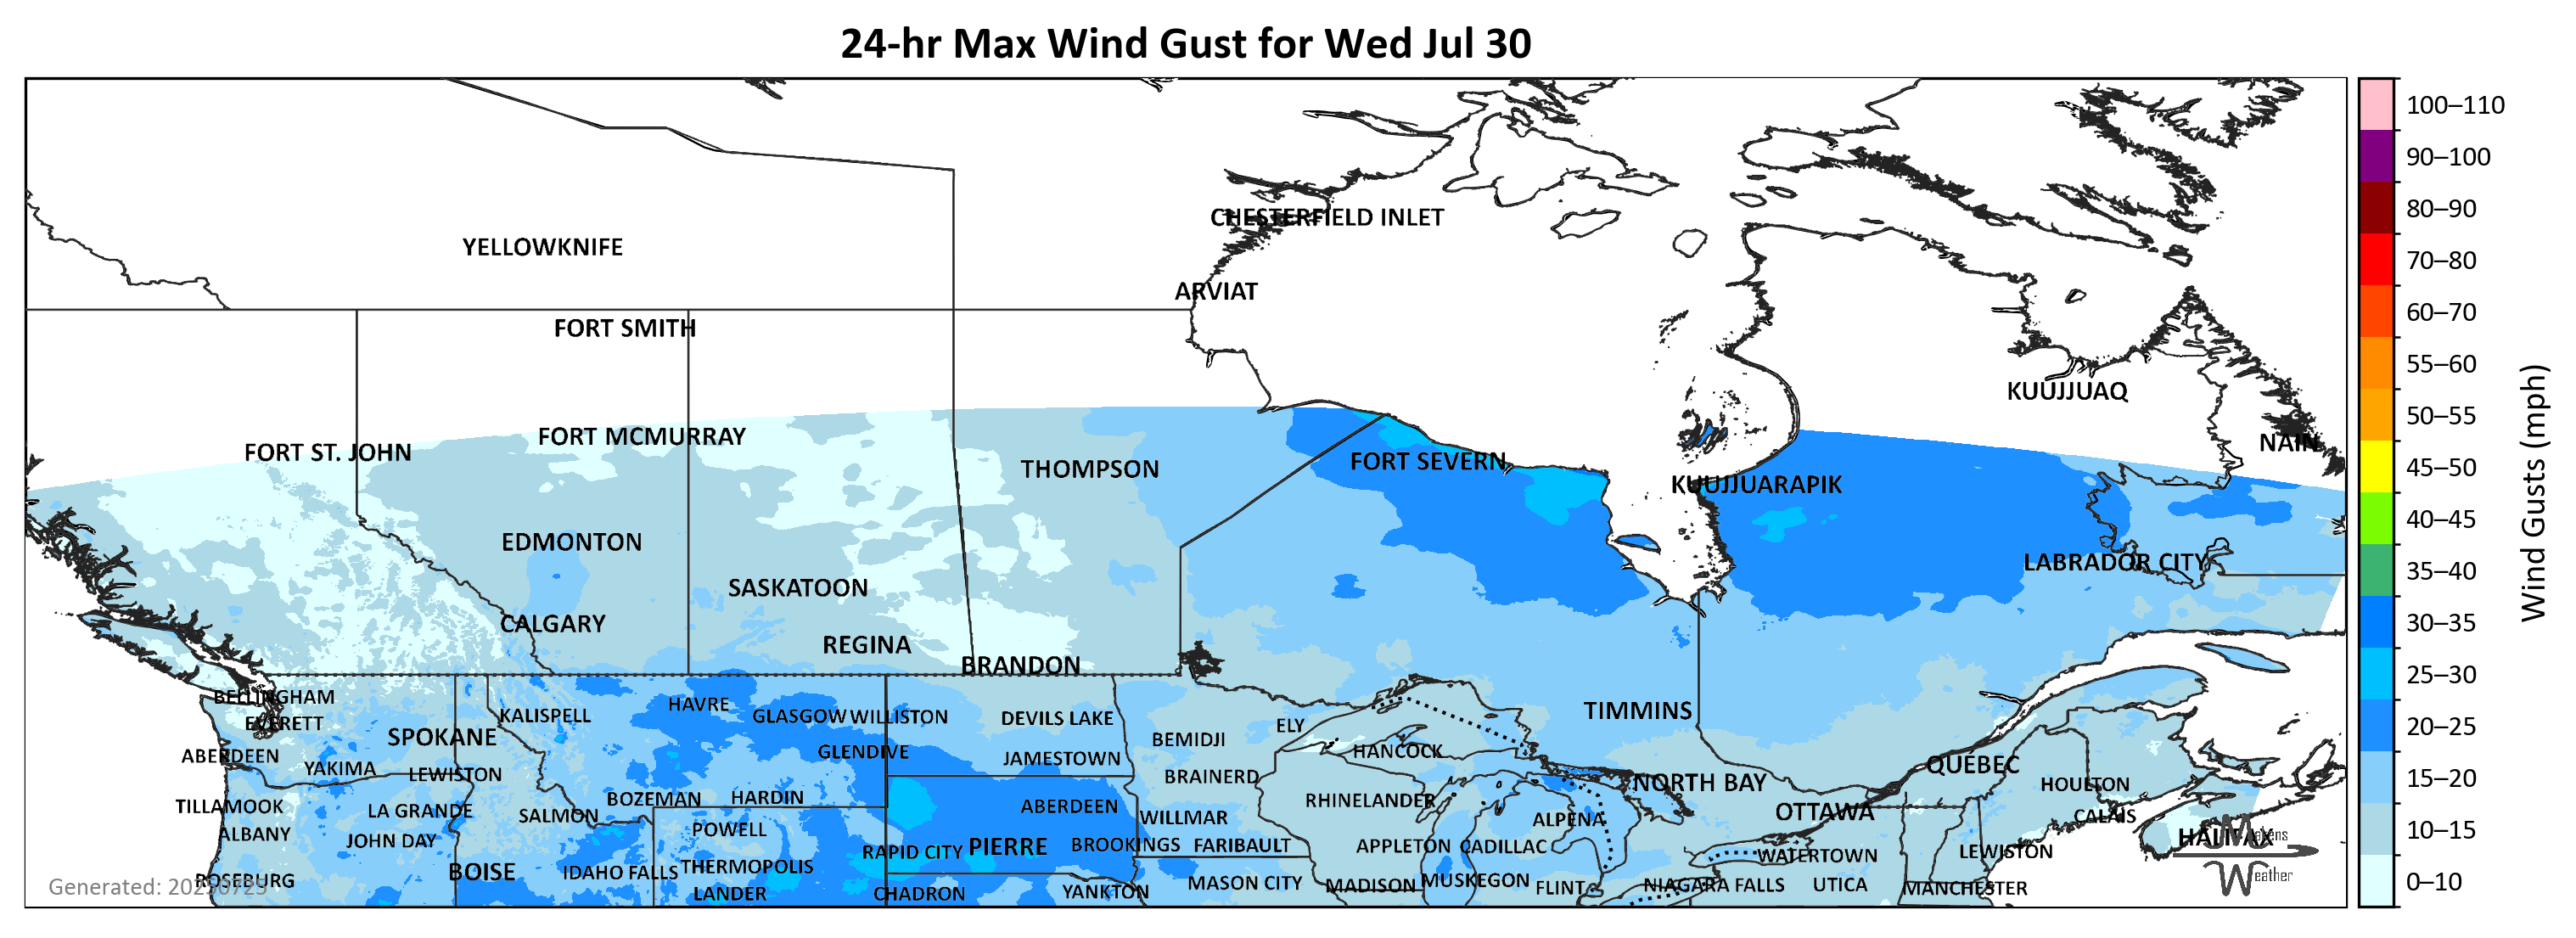 24-hr Max Wind Gust for Wed Jul 30
100–110
90–100
80–90
CHESTERFIELD INLET
YELLOWKNIFE
70–80
ARVIAT
60–70
FORT SMITH
55–60
KUUJJUAQ
50–55
FORT MCMURRAY
NAIN
FORT ST. JOHN
FORT SEVERN
THOMPSON
45–50
KUUJJUARAPIK
40–45
EDMONTON
LABRADOR CITY
35–40
SASKATOON
CALGARY
30–35
Wind Gusts (mph)
REGINA
BRANDON
25–30
BELLINGHAM
HAVRE
TIMMINS
KALISPELL
GLASGOW
WILLISTON
DEVILS LAKE
EVERETT
ELY
20–25
SPOKANE
BEMIDJI
GLENDIVE
HANCOCK
ABERDEEN
JAMESTOWN
QUEBEC
YAKIMA
LEWISTON
BRAINERD
15–20
NORTH BAY
HOULTON
BOZEMAN
HARDIN
RHINELANDER
TILLAMOOK
LA GRANDE
ABERDEEN
SALMON
WILLMAR
OTTAWA
CALAIS
ALPENA
10–15
ALBANY
POWELL
HALIFAX
Makens
JOHN DAY
PIERRE
BROOKINGS
FARIBAULT
APPLETON
CADILLAC
RAPID CITY
LEWISTON
WATERTOWN
BOISE
IDAHO FALLS
THERMOPOLIS
Weather
ROSEBURG
MUSKEGON
0–10
MASON CITY
MADISON
FLINT
NIAGARA FALLS
UTICA
MANCHESTER
LANDER
CHADRON
YANKTON
Generated: 20250725